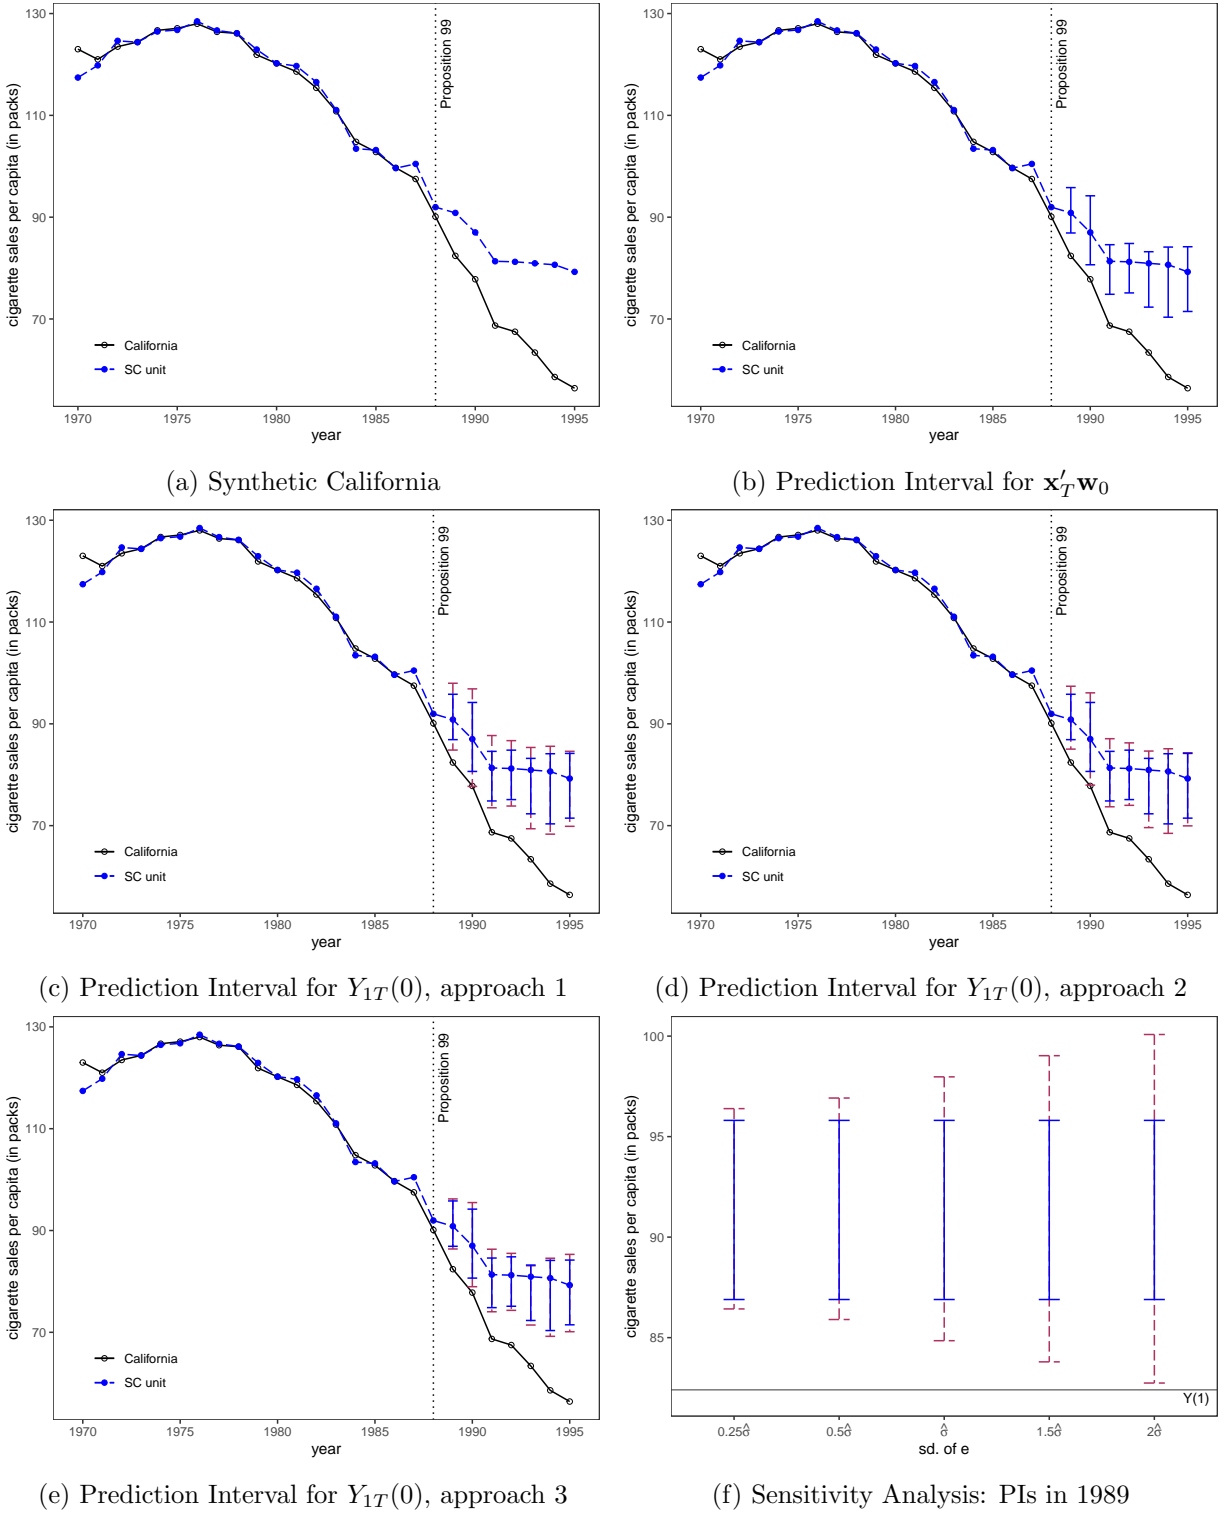 cigarette sales per capita (in packs)
130
110
90
70
Proposition 99
California
SC unit
1970 1975 1980 1985 1990 1995
year
(a) Synthetic California
cigarette sales per capita (in packs)
130
110
90
70
Proposition 99
California
SC unit
1970 1975 1980 1985 1990 1995
year
(b) Prediction Interval for x′_T w_0
cigarette sales per capita (in packs)
130
110
90
70
Proposition 99
California
SC unit
1970 1975 1980 1985 1990 1995
year
(c) Prediction Interval for Y_{1T}(0), approach 1
cigarette sales per capita (in packs)
130
110
90
70
Proposition 99
California
SC unit
1970 1975 1980 1985 1990 1995
year
(d) Prediction Interval for Y_{1T}(0), approach 2
cigarette sales per capita (in packs)
130
110
90
70
Proposition 99
California
SC unit
1970 1975 1980 1985 1990 1995
year
(e) Prediction Interval for Y_{1T}(0), approach 3
cigarette sales per capita (in packs)
100
95
90
85
Y(1)
0.25σ̂ 0.5σ̂ σ̂ 1.5σ̂ 2σ̂
sd. of e
(f) Sensitivity Analysis: PIs in 1989